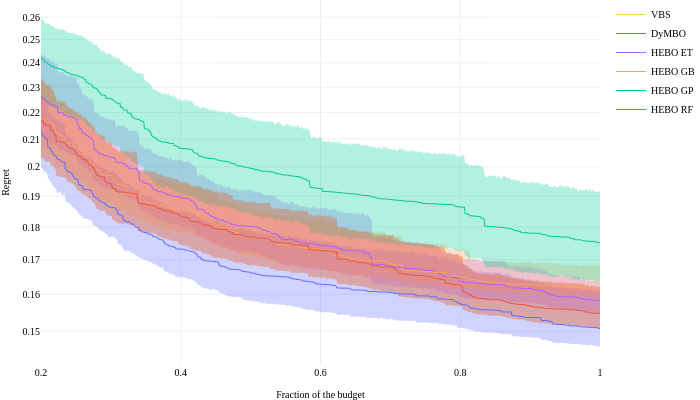 0.26
0.25
0.24
0.23
0.22
0.21
0.2
0.19
0.18
0.17
0.16
0.15
Regret
0.2
0.4
0.6
0.8
1
Fraction of the budget
VBS
DyMBO
HEBO ET
HEBO GB
HEBO GP
HEBO RF